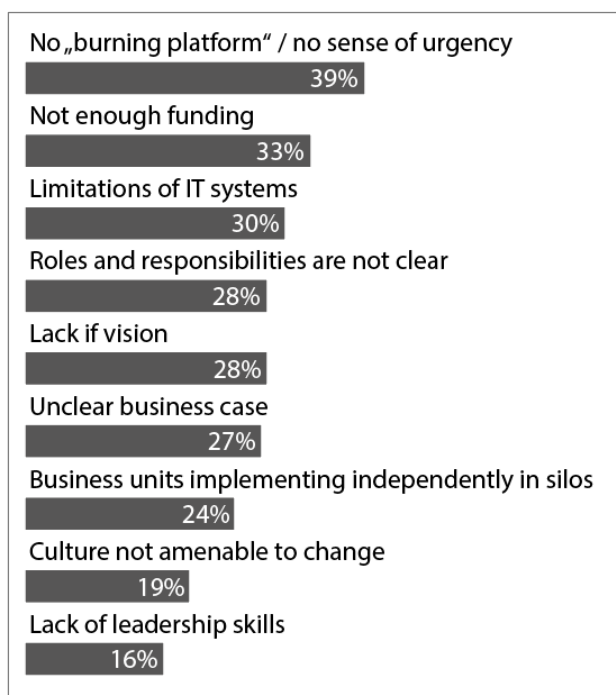 No „burning platform“ / no sense of urgency
39%
Not enough funding
33%
Limitations of IT systems
30%
Roles and responsibilities are not clear
28%
Lack if vision
28%
Unclear business case
27%
Business units implementing independently in silos
24%
Culture not amenable to change
19%
Lack of leadership skills
16%